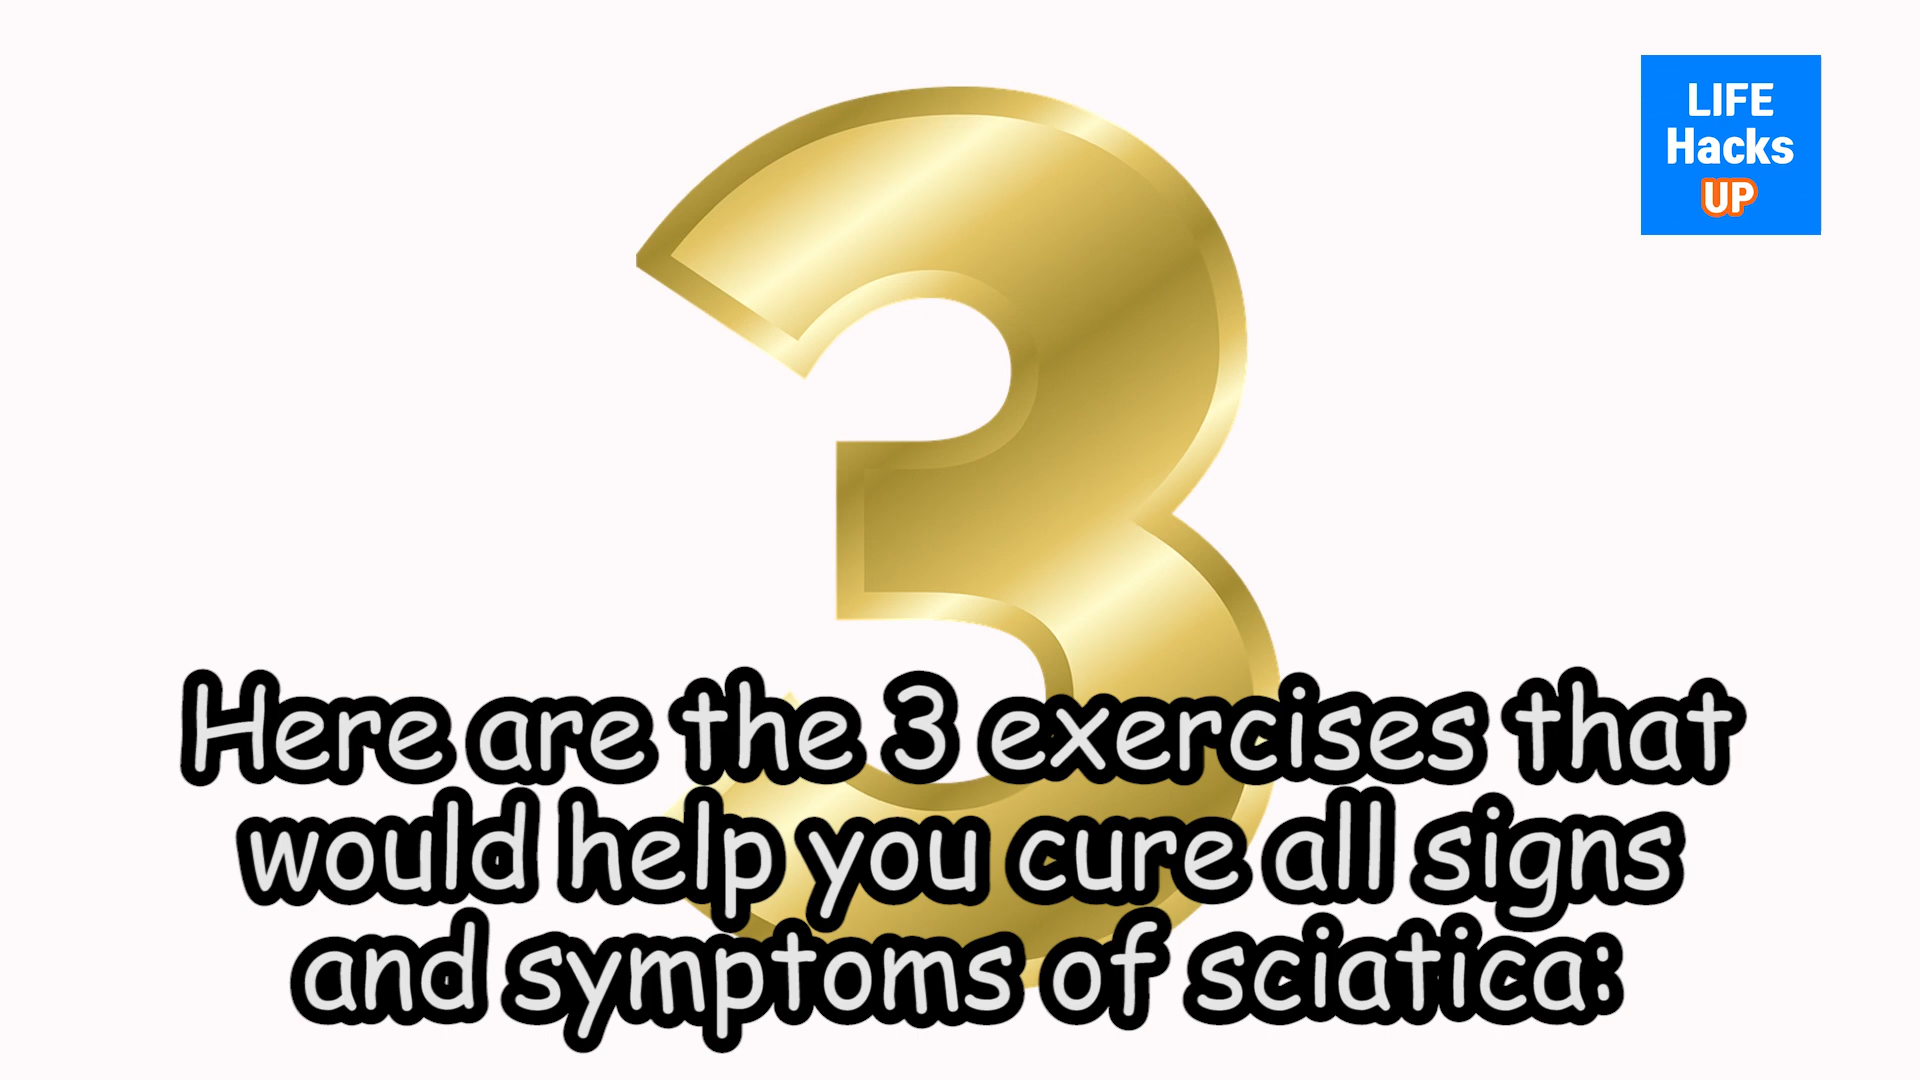 LIFE
Hacks
UP
3
Here are the 3 exercises that
would help you cure all signs
and symptoms of sciatica: